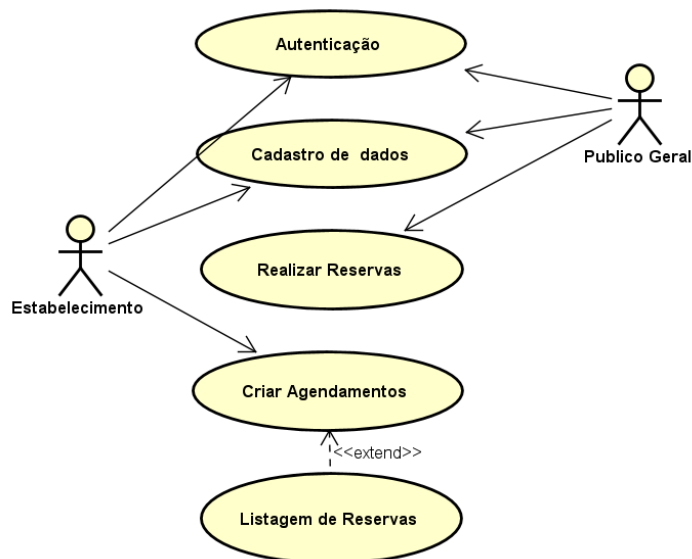 Autenticação
Cadastro de dados
Publico Geral
Realizar Reservas
Estabelecimento
Criar Agendamentos
<<extend>>
Listagem de Reservas